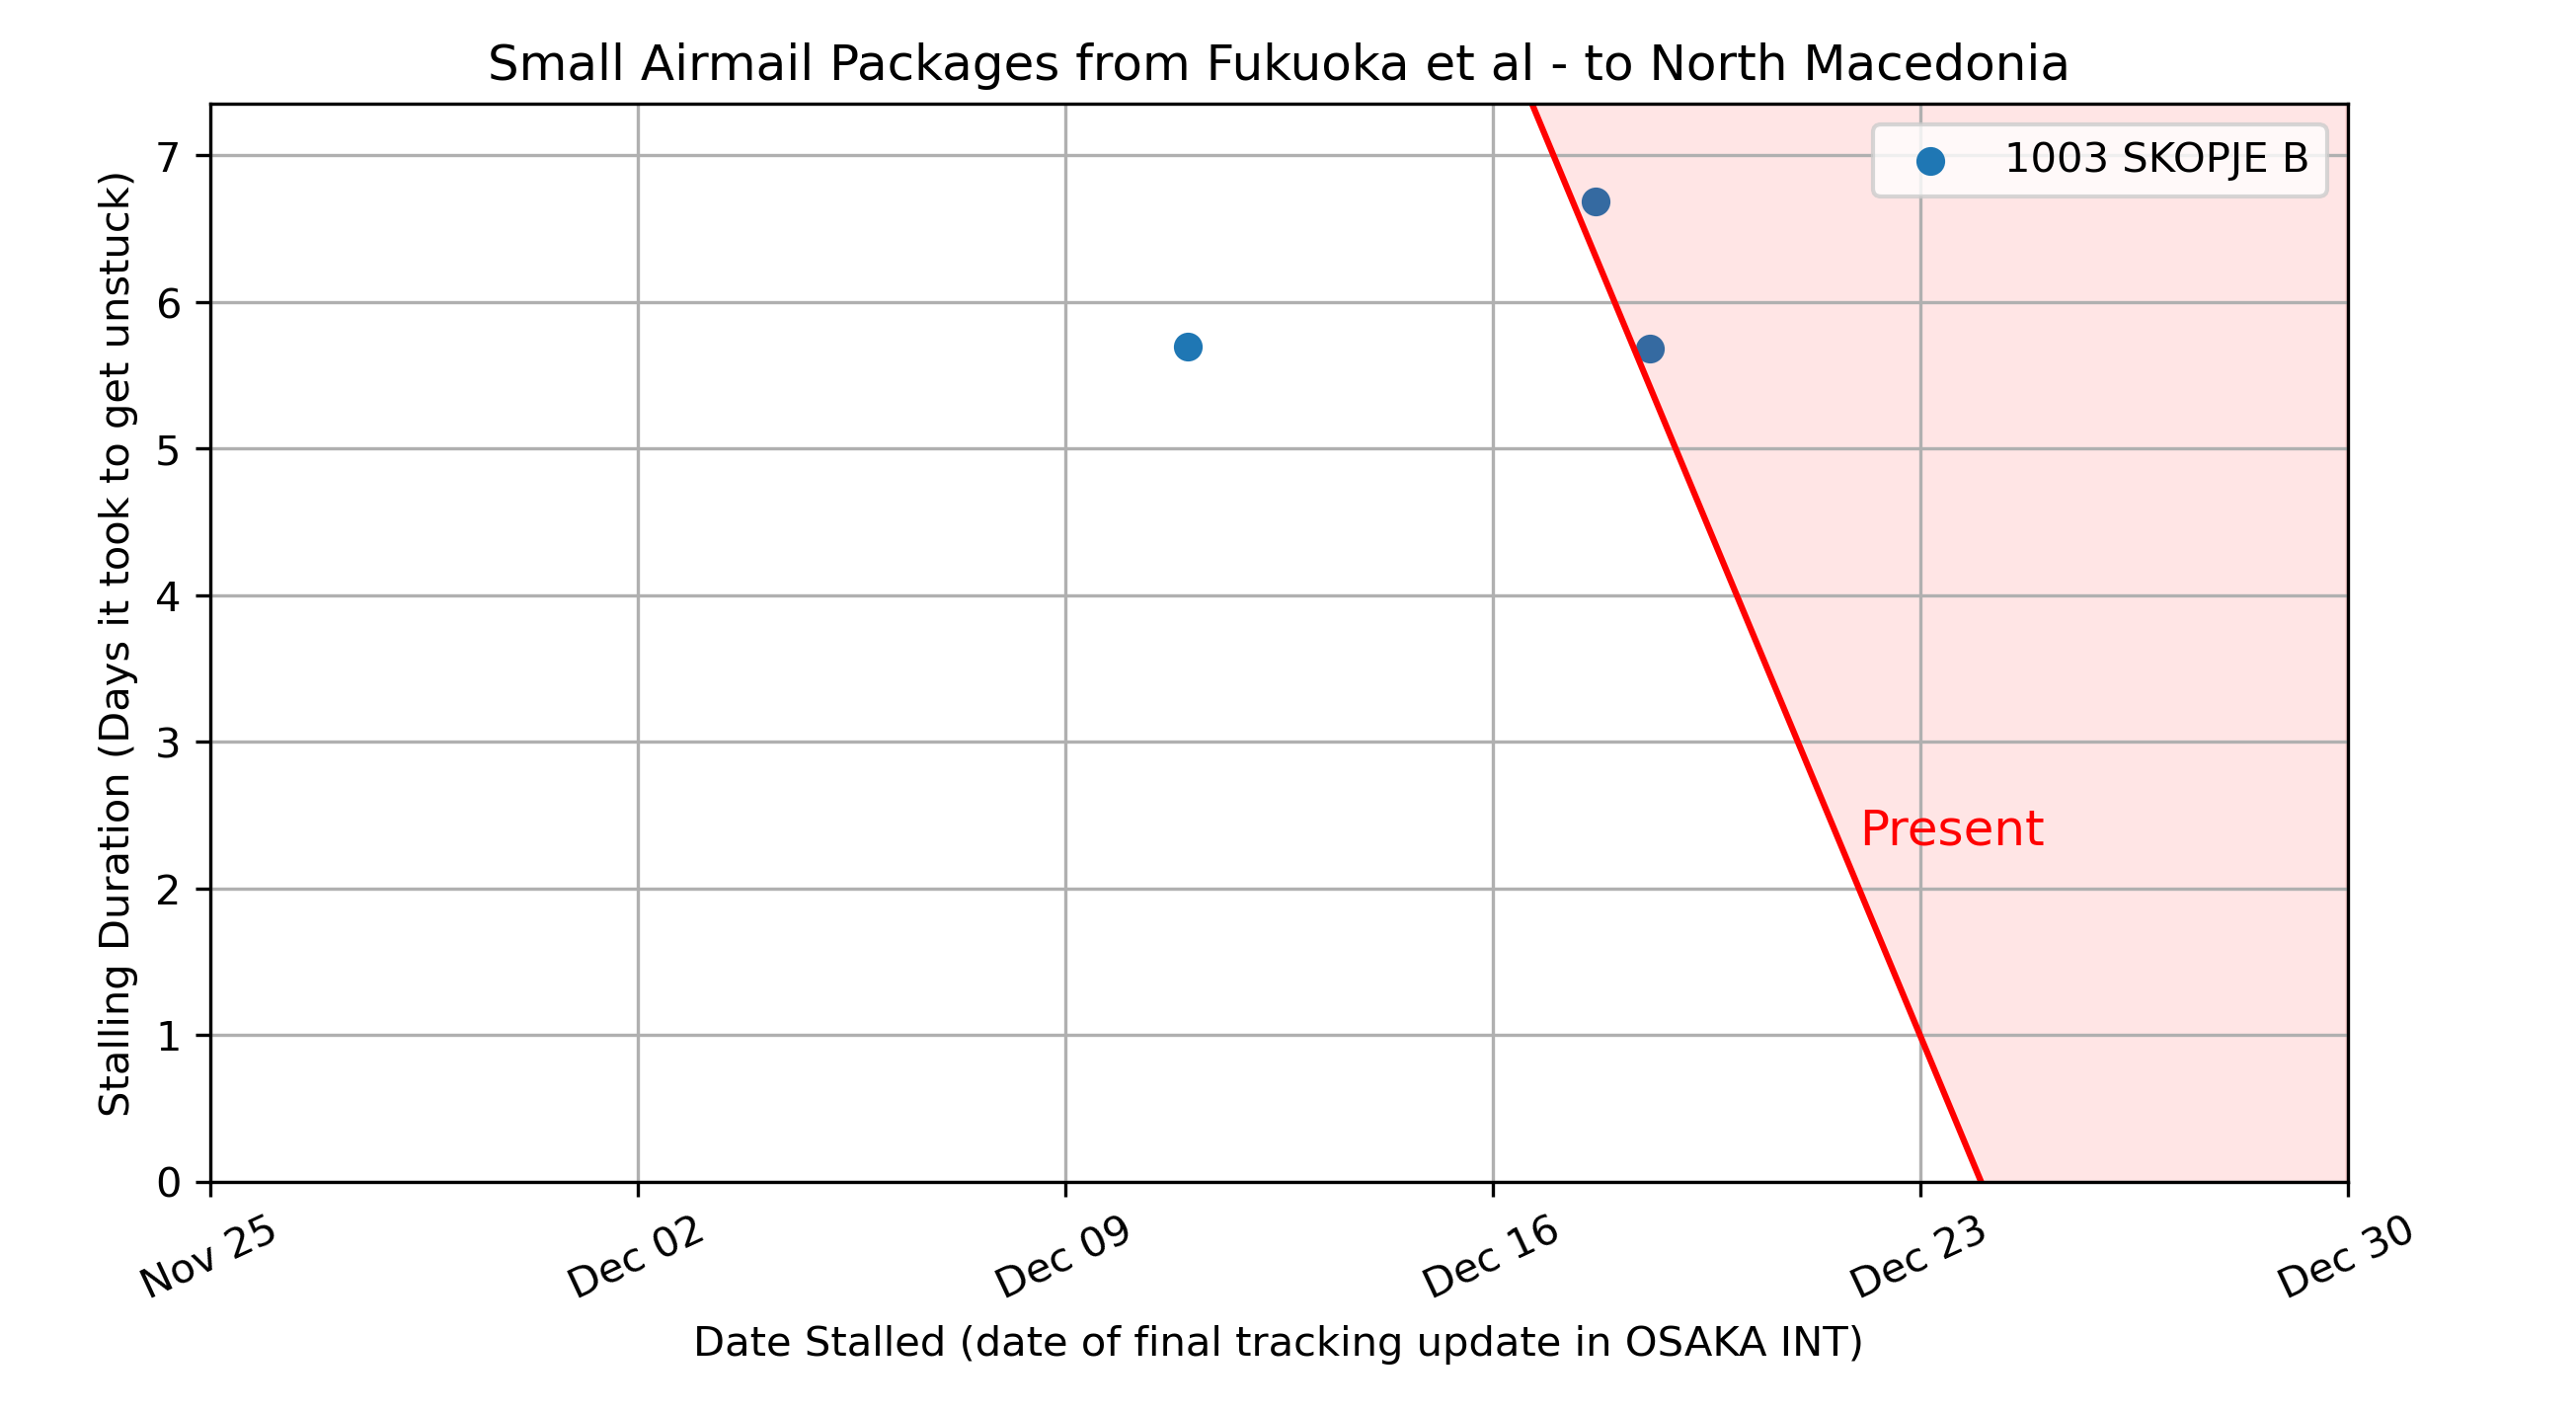 Small Airmail Packages from Fukuoka et al - to North Macedonia
1003 SKOPJE B
Stalling Duration (Days it took to get unstuck)
7
6
5
4
3
2
1
0
Present
Nov 25
Dec 02
Dec 09
Dec 16
Dec 23
Dec 30
Date Stalled (date of final tracking update in OSAKA INT)